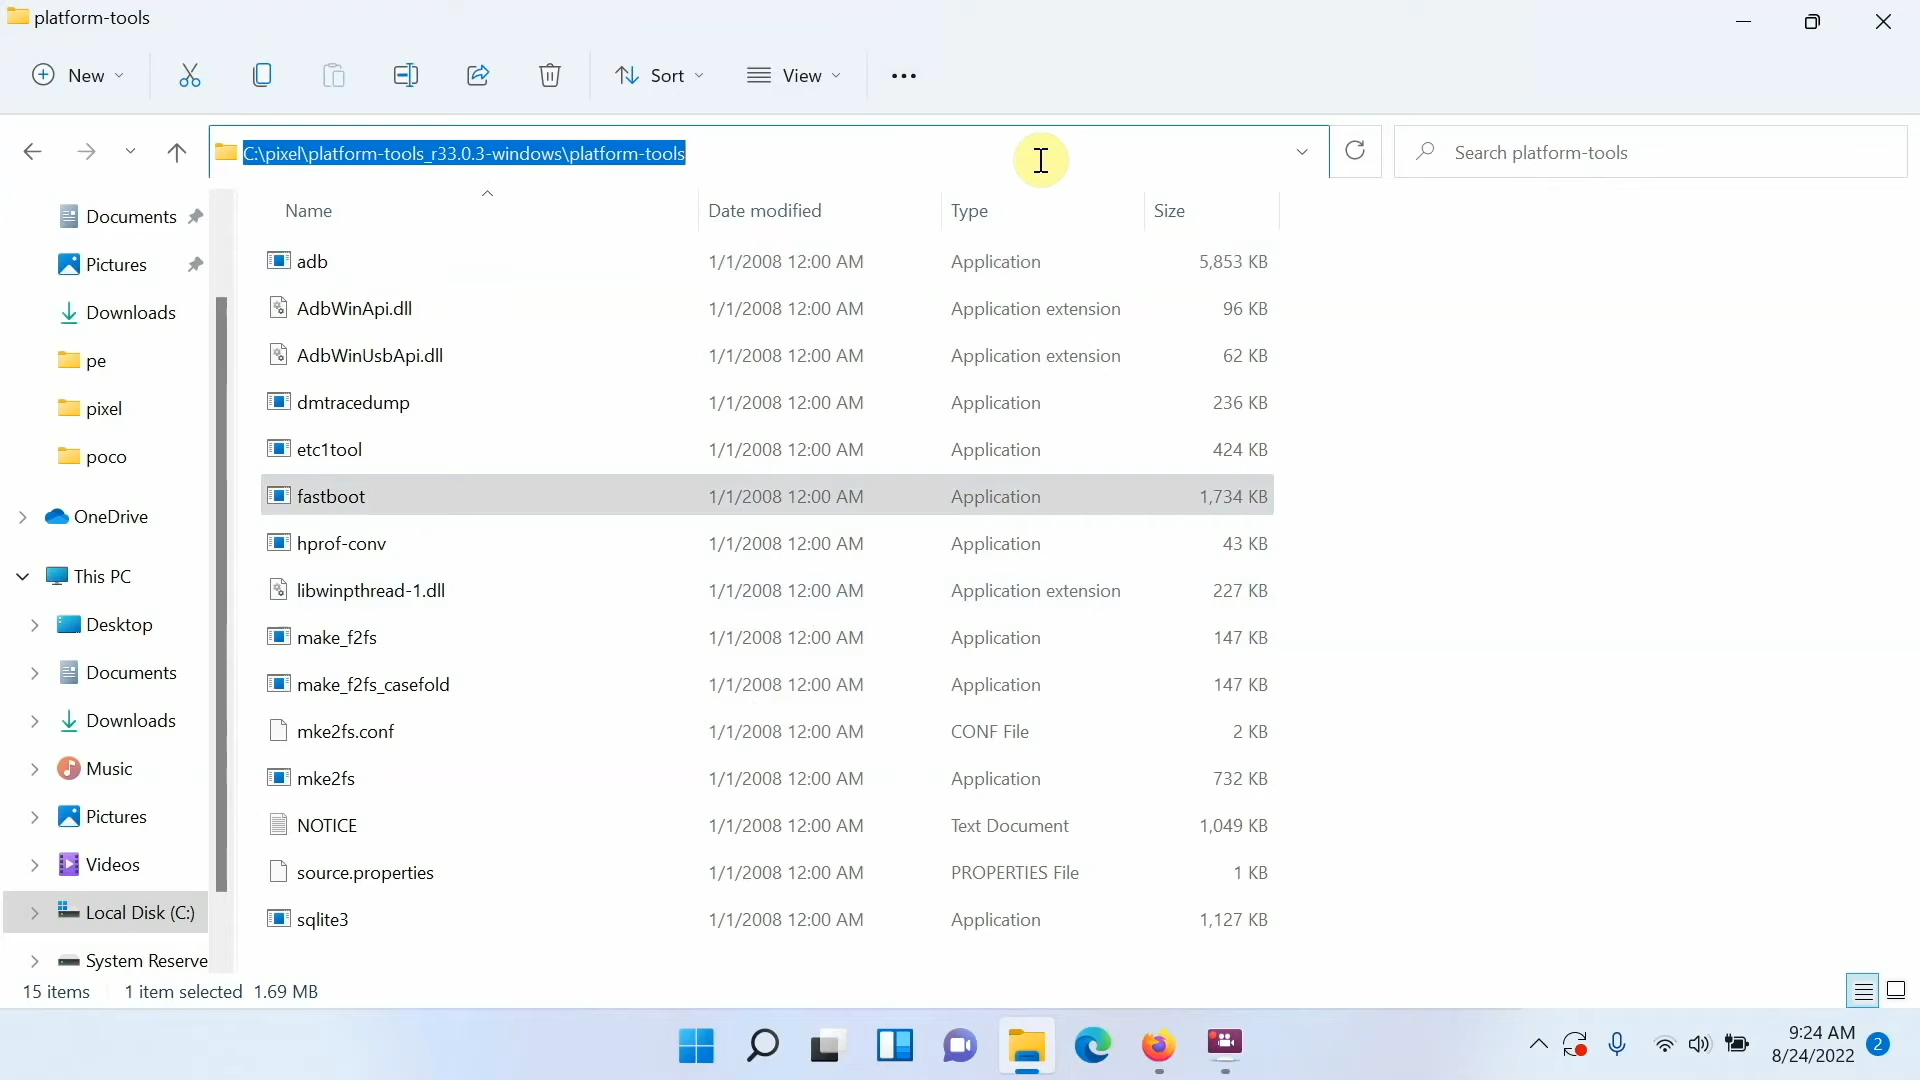 platform-tools
New
Sort
View
C:\pixel\platform-tools_r33.0.3-windows\platform-tools
Search platform-tools
Documents
Pictures
Downloads
pe
pixel
poco
OneDrive
This PC
Desktop
Documents
Downloads
Music
Pictures
Videos
Local Disk (C:)
System Reserve
Name Date modified Type Size
adb 1/1/2008 12:00 AM Application 5,853 KB
AdbWinApi.dll 1/1/2008 12:00 AM Application extension 96 KB
AdbWinUsbApi.dll 1/1/2008 12:00 AM Application extension 62 KB
dmtracedump 1/1/2008 12:00 AM Application 236 KB
etc1tool 1/1/2008 12:00 AM Application 424 KB
fastboot 1/1/2008 12:00 AM Application 1,734 KB
hprof-conv 1/1/2008 12:00 AM Application 43 KB
libwinpthread-1.dll 1/1/2008 12:00 AM Application extension 227 KB
make_f2fs 1/1/2008 12:00 AM Application 147 KB
make_f2fs_casefold 1/1/2008 12:00 AM Application 147 KB
mke2fs.conf 1/1/2008 12:00 AM CONF File 2 KB
mke2fs 1/1/2008 12:00 AM Application 732 KB
NOTICE 1/1/2008 12:00 AM Text Document 1,049 KB
source.properties 1/1/2008 12:00 AM PROPERTIES File 1 KB
sqlite3 1/1/2008 12:00 AM Application 1,127 KB
15 items 1 item selected 1.69 MB
9:24 AM
8/24/2022
2